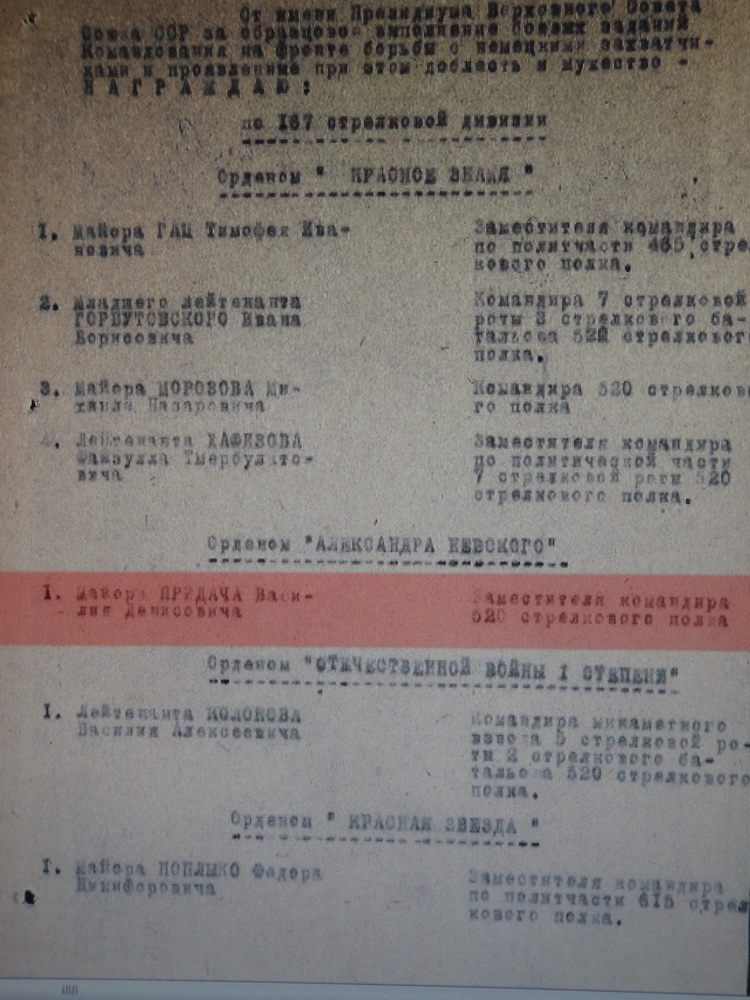 От имени Президиума Верховного Совета
Союза ССР за образцовое выполнение боевых заданий
Командования на фронте борьбы с немецкими захватчи-
ками и проявленные при этом доблесть и мужество -
НАГРАЖДАЮ:
по 167 стрелковой дивизии
Орденом " КРАСНОЕ ЗНАМЯ "
1. Майора ГАЦ Тимофея Ива-
новича
Заместителя командира
по политчасти 465 стре
кового полка.
2. Младшего лейтенанта
ГОРБУТОВСКОГО Ивана
Борисовича
Командира 7 стрелковой
роты 3 стрелкового ба-
тальона 520 стрелкового
полка.
3. Майора МОРОЗОВА Ми-
хаила Назаровича
Командира 520 стрелково
го полка
4. Лейтенанта ХАФИЗОВА
Файзулла Тмербулато-
вича
Заместителя командира
по политической части
7 стрелковой роты 520
стрелкового полка.
Орденом "АЛЕКСАНДРА НЕВСКОГО"
1. Майора ПРИДАЧА Васи-
лия Денисовича
Заместителя командира
520 стрелкового полка
Орденом "ОТЕЧЕСТВЕННОЙ ВОЙНЫ 1 СТЕПЕНИ"
1. Лейтенанта КОЛОКОВА
Василия Алексеевича
Командира минаметного
взвода 5 стрелковой ро-
ты 2 стрелкового ба-
тальона 520 стрелкового
полка.
Орденом " КРАСНАЯ ЗВЕЗДА "
1. Майора ПОПЛЫКО Федора
Никифоровича
Заместителя командира
по политчасти 615 стрел
кового полка.